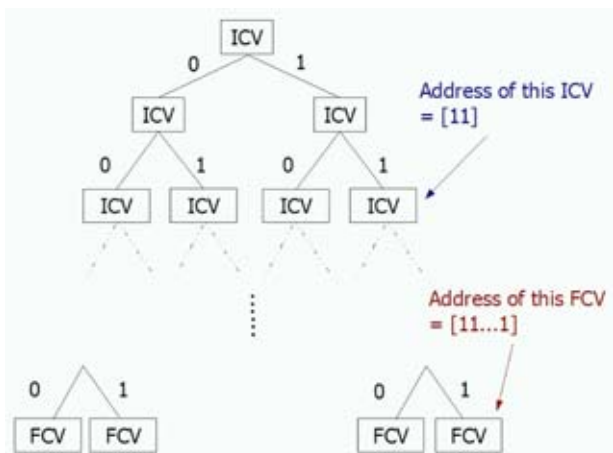 ICV
0 1
ICV ICV
Address of this ICV
= [11]
0 1 0 1
ICV ICV ICV ICV
Address of this FCV
= [11...1]
0 1 0 1
FCV FCV FCV FCV